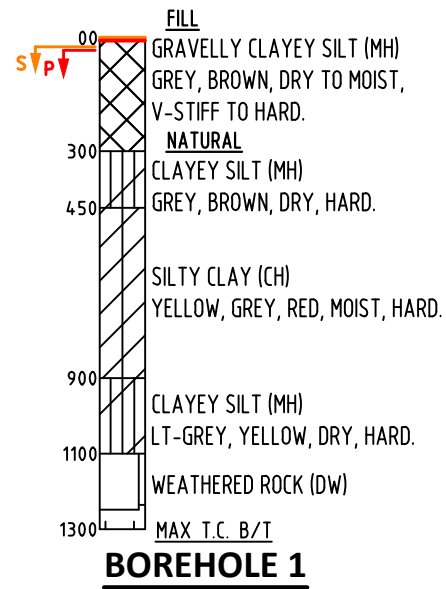 FILL
00
S P
GRAVELLY CLAYEY SILT (MH)
GREY, BROWN, DRY TO MOIST,
V-STIFF TO HARD.
NATURAL
300
CLAYEY SILT (MH)
GREY, BROWN, DRY, HARD.
450
SILTY CLAY (CH)
YELLOW, GREY, RED, MOIST, HARD.
900
CLAYEY SILT (MH)
LT-GREY, YELLOW, DRY, HARD.
1100
WEATHERED ROCK (DW)
1300
MAX T.C. B/T
BOREHOLE 1